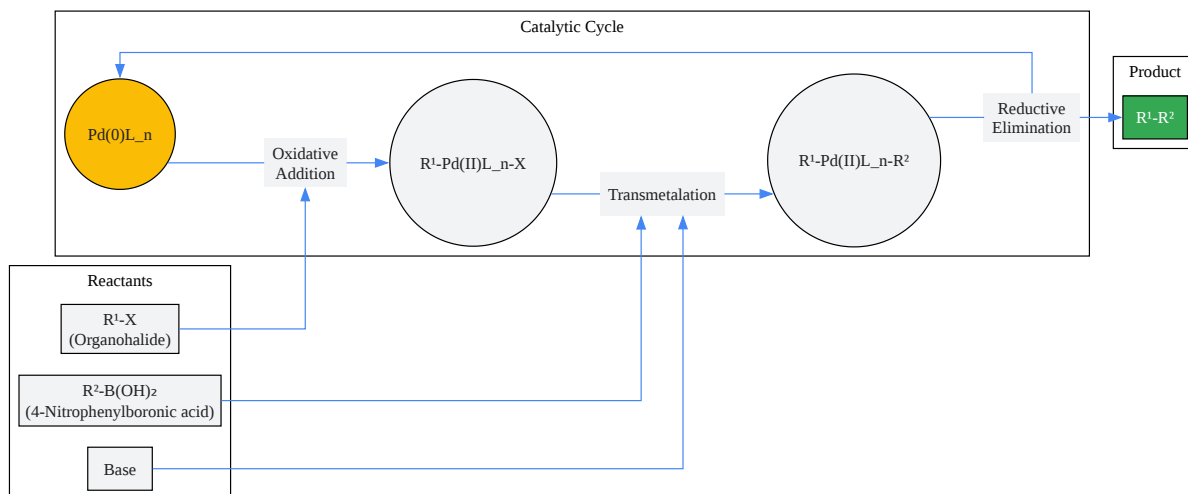 Catalytic Cycle
Pd(0)L_n
Oxidative
Addition
R¹-Pd(II)L_n-X
Transmetalation
R¹-Pd(II)L_n-R²
Reductive
Elimination
Product
R¹-R²
Reactants
R¹-X
(Organohalide)
R²-B(OH)₂
(4-Nitrophenylboronic acid)
Base